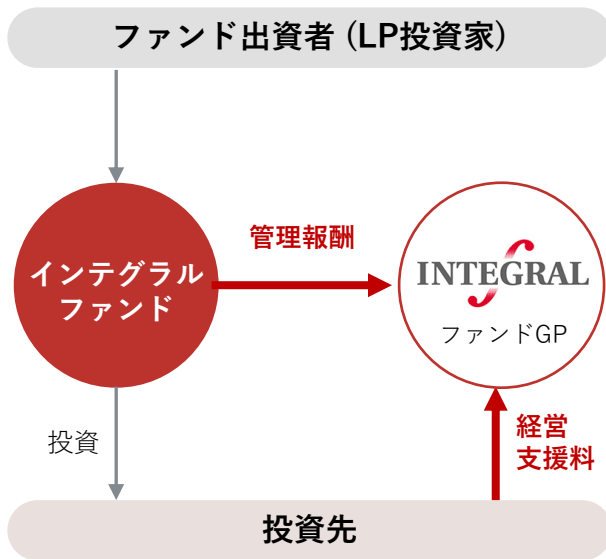 ファンド出資者 (LP投資家)
管理報酬
インテグラル
ファンド
INTEGRAL
ファンドGP
投資
経営
支援料
投資先